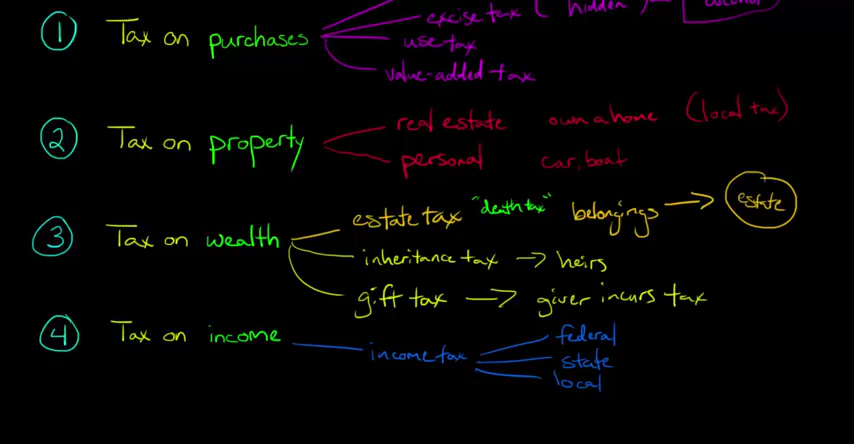 excise tax (hidden)
① Tax on purchases
use tax
value-added tax
② Tax on property
real estate own a home (local tax)
personal car, boat
③ Tax on wealth
estate tax "death tax" belongings → estate
inheritance tax → heirs
gift tax → giver incurs tax
④ Tax on income
income tax
federal
state
local